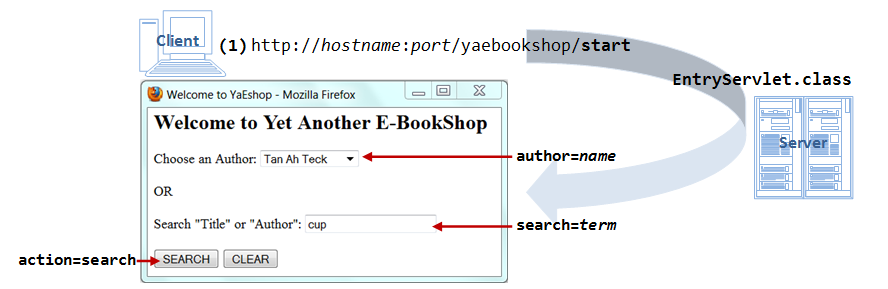 Client
(1) http://hostname:port/yaebookshop/start
EntryServlet.class
Server
Welcome to YaEshop - Mozilla Firefox
Welcome to Yet Another E-BookShop
Choose an Author: Tan Ah Teck
author=name
OR
Search "Title" or "Author": cup
search=term
action=search
SEARCH CLEAR